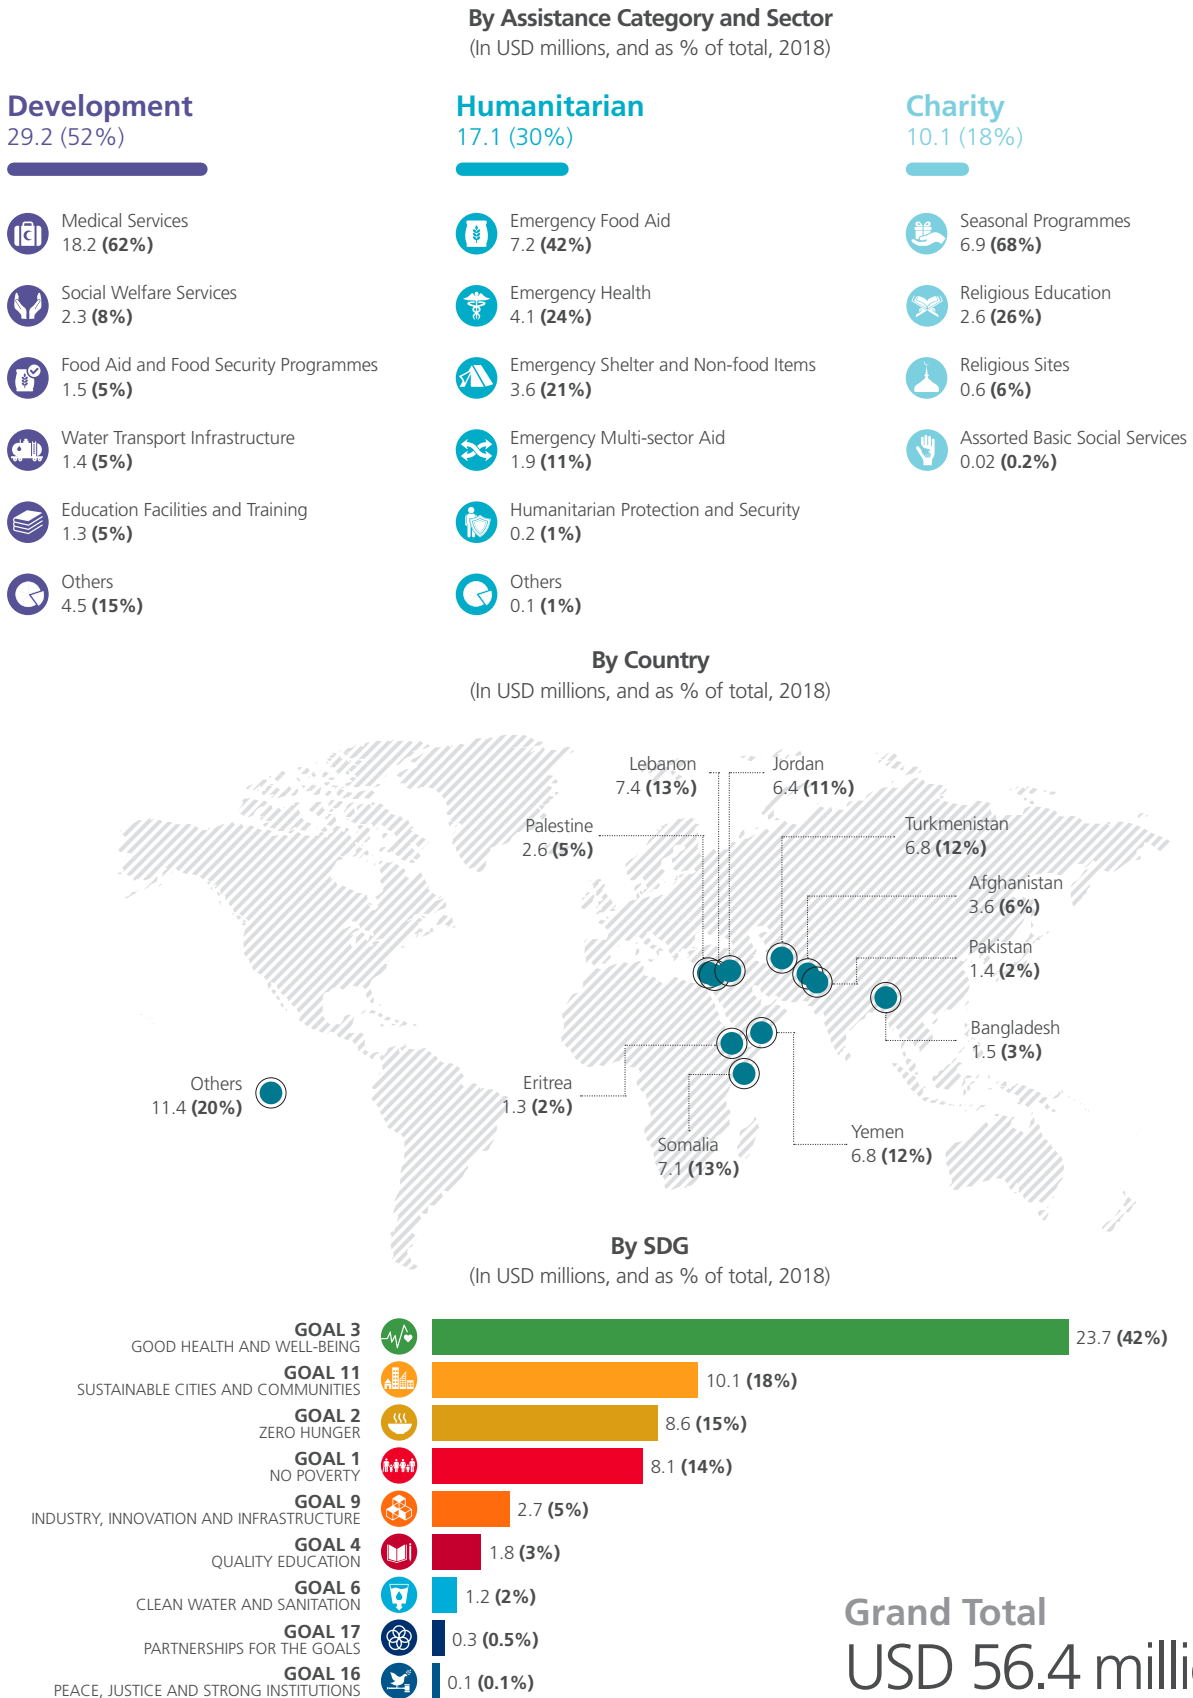 By Assistance Category and Sector
(In USD millions, and as % of total, 2018)
Development
29.2 (52%)
Medical Services
18.2 (62%)
Social Welfare Services
2.3 (8%)
Food Aid and Food Security Programmes
1.5 (5%)
Water Transport Infrastructure
1.4 (5%)
Education Facilities and Training
1.3 (5%)
Others
4.5 (15%)
Humanitarian
17.1 (30%)
Emergency Food Aid
7.2 (42%)
Emergency Health
4.1 (24%)
Emergency Shelter and Non-food Items
3.6 (21%)
Emergency Multi-sector Aid
1.9 (11%)
Humanitarian Protection and Security
0.2 (1%)
Others
0.1 (1%)
Charity
10.1 (18%)
Seasonal Programmes
6.9 (68%)
Religious Education
2.6 (26%)
Religious Sites
0.6 (6%)
Assorted Basic Social Services
0.02 (0.2%)
By Country
(In USD millions, and as % of total, 2018)
Lebanon
7.4 (13%)
Jordan
6.4 (11%)
Palestine
2.6 (5%)
Turkmenistan
6.8 (12%)
Afghanistan
3.6 (6%)
Pakistan
1.4 (2%)
Bangladesh
1.5 (3%)
Others
11.4 (20%)
Eritrea
1.3 (2%)
Somalia
7.1 (13%)
Yemen
6.8 (12%)
By SDG
(In USD millions, and as % of total, 2018)
GOAL 3
GOOD HEALTH AND WELL-BEING
23.7 (42%)
GOAL 11
SUSTAINABLE CITIES AND COMMUNITIES
10.1 (18%)
GOAL 2
ZERO HUNGER
8.6 (15%)
GOAL 1
NO POVERTY
8.1 (14%)
GOAL 9
INDUSTRY, INNOVATION AND INFRASTRUCTURE
2.7 (5%)
GOAL 4
QUALITY EDUCATION
1.8 (3%)
GOAL 6
CLEAN WATER AND SANITATION
1.2 (2%)
GOAL 17
PARTNERSHIPS FOR THE GOALS
0.3 (0.5%)
GOAL 16
PEACE, JUSTICE AND STRONG INSTITUTIONS
0.1 (0.1%)
Grand Total
USD 56.4 milli